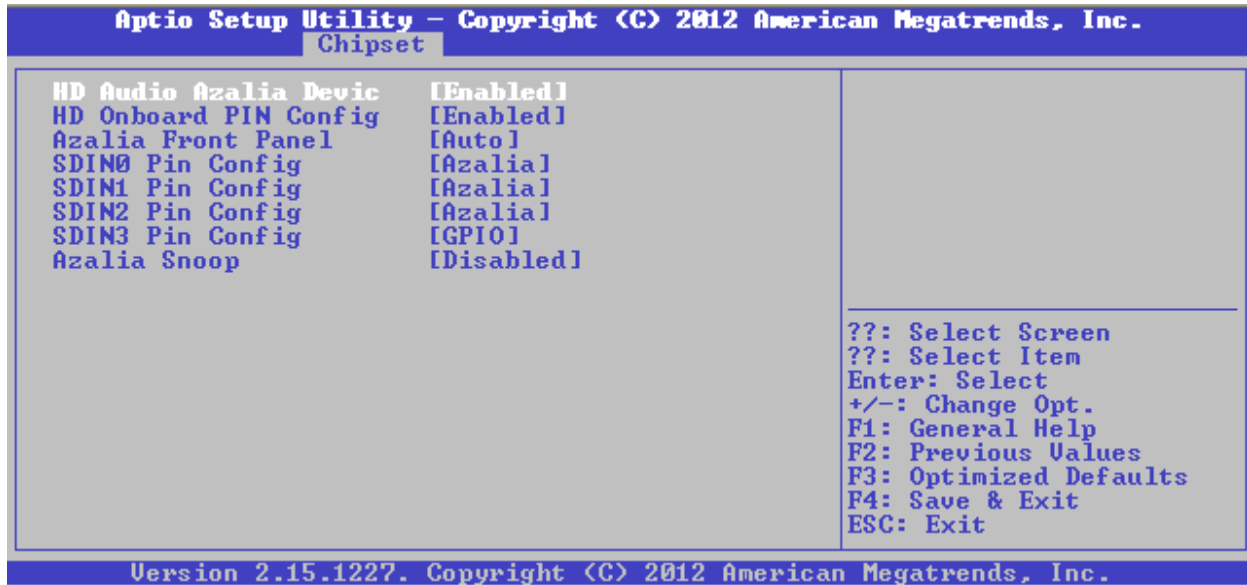 Aptio Setup Utility – Copyright (C) 2012 American Megatrends, Inc.
Chipset
HD Audio Azalia Devic [Enabled]
HD Onboard PIN Config [Enabled]
Azalia Front Panel [Auto]
SDIN0 Pin Config [Azalia]
SDIN1 Pin Config [Azalia]
SDIN2 Pin Config [Azalia]
SDIN3 Pin Config [GPIO]
Azalia Snoop [Disabled]
??: Select Screen
??: Select Item
Enter: Select
+/-: Change Opt.
F1: General Help
F2: Previous Values
F3: Optimized Defaults
F4: Save & Exit
ESC: Exit
Version 2.15.1227. Copyright (C) 2012 American Megatrends, Inc.